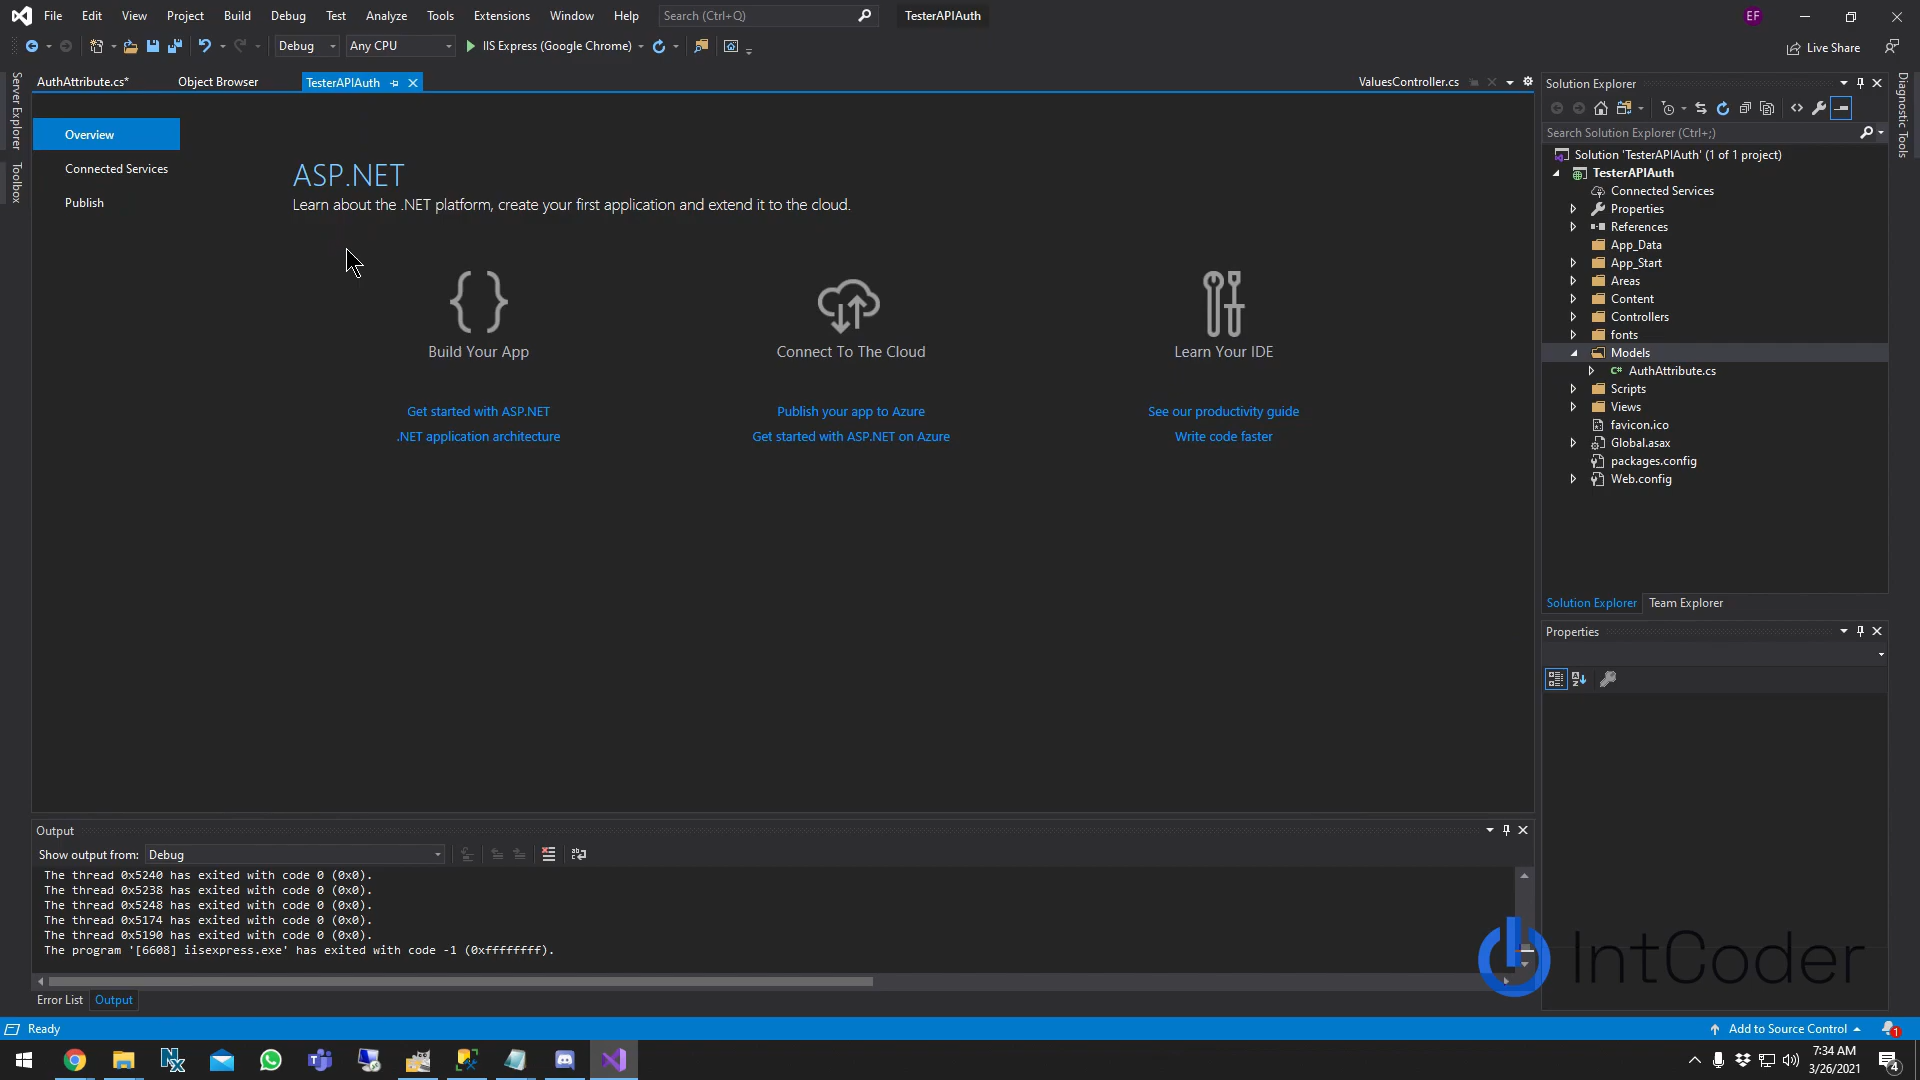 File Edit View Project Build Debug Test Analyze Tools Extensions Window Help Search (Ctrl+Q) TesterAPIAuth EF
Debug Any CPU IIS Express (Google Chrome) Live Share
AuthAttribute.cs* Object Browser TesterAPIAuth ValuesController.cs
Server Explorer
Toolbox
Overview
Connected Services
Publish
ASP.NET
Learn about the .NET platform, create your first application and extend it to the cloud.
Build Your App
Get started with ASP.NET
.NET application architecture
Connect To The Cloud
Publish your app to Azure
Get started with ASP.NET on Azure
Learn Your IDE
See our productivity guide
Write code faster
Solution Explorer
Search Solution Explorer (Ctrl+;)
Solution 'TesterAPIAuth' (1 of 1 project)
TesterAPIAuth
Connected Services
Properties
References
App_Data
App_Start
Areas
Content
Controllers
fonts
Models
C# AuthAttribute.cs
Scripts
Views
favicon.ico
Global.asax
packages.config
Web.config
Solution Explorer Team Explorer
Properties
Diagnostic Tools
Output
Show output from: Debug
The thread 0x5240 has exited with code 0 (0x0).
The thread 0x5238 has exited with code 0 (0x0).
The thread 0x5248 has exited with code 0 (0x0).
The thread 0x5174 has exited with code 0 (0x0).
The thread 0x5190 has exited with code 0 (0x0).
The program '[6608] iisexpress.exe' has exited with code -1 (0xffffffff).
Error List Output
IntCoder
Ready Add to Source Control 1
7:34 AM
3/26/2021
4